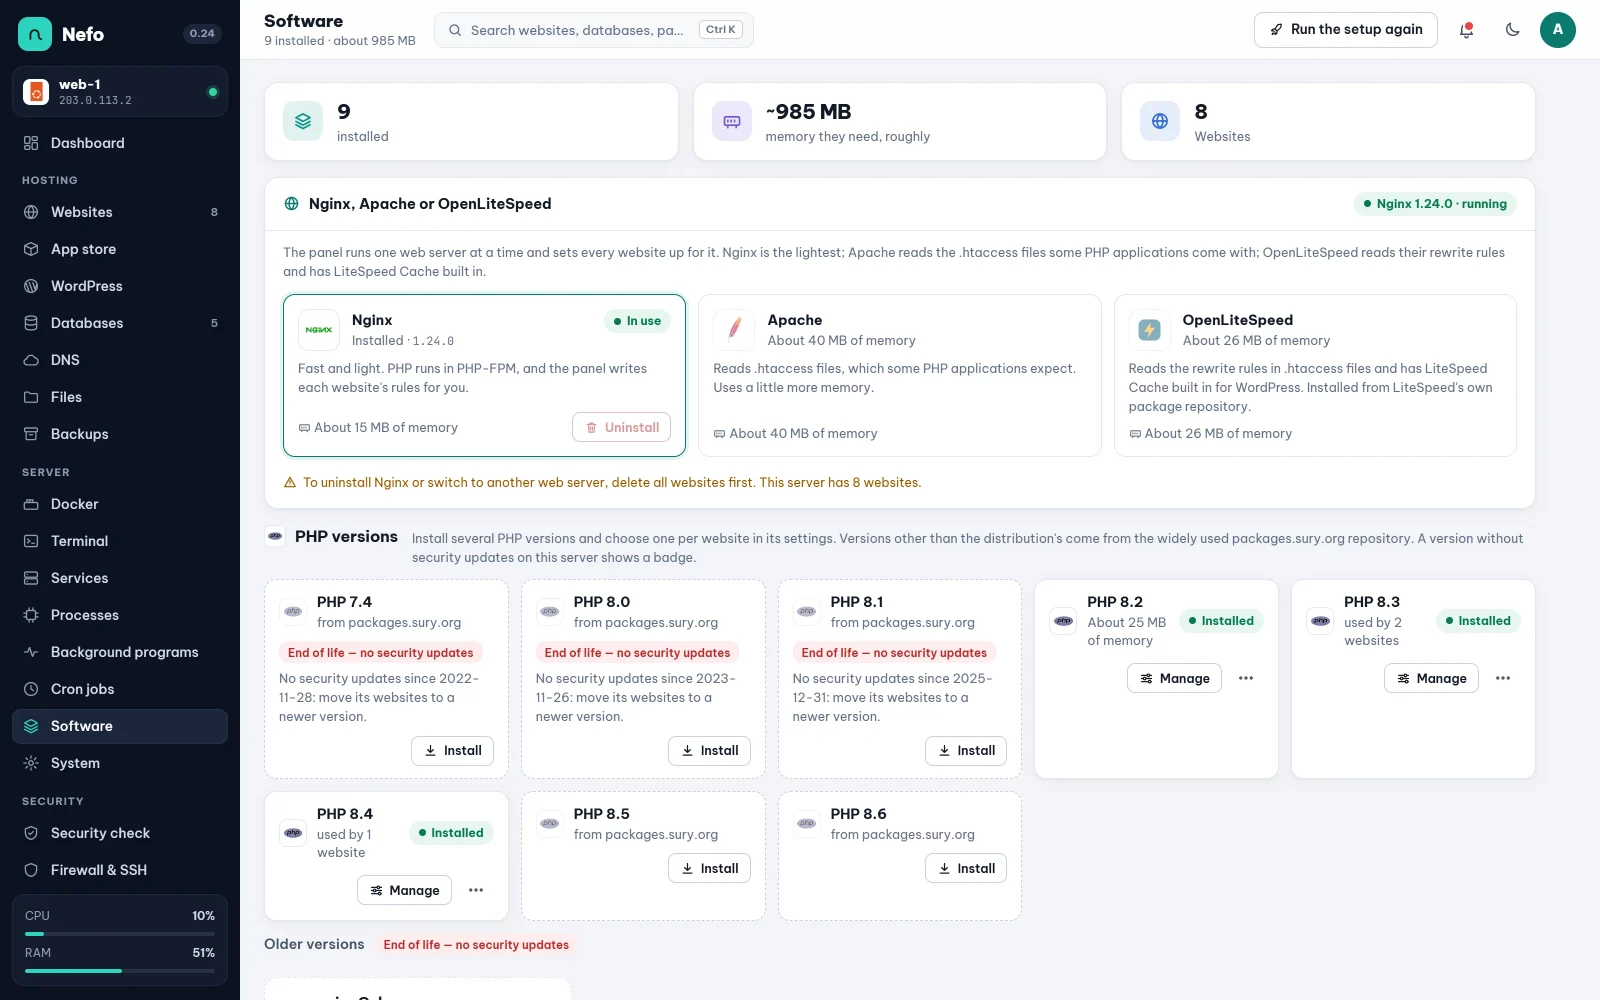 Nefo
0.24
web-1
203.0.113.2
Dashboard
HOSTING
Websites 8
App store
WordPress
Databases 5
DNS
Files
Backups
SERVER
Docker
Terminal
Services
Processes
Background programs
Cron jobs
Software
System
SECURITY
Security check
Firewall & SSH
CPU 10%
RAM 51%
Software
9 installed · about 985 MB
Search websites, databases, pa... Ctrl K
Run the setup again
A
9
installed
~985 MB
memory they need, roughly
8
Websites
Nginx, Apache or OpenLiteSpeed
Nginx 1.24.0 · running
The panel runs one web server at a time and sets every website up for it. Nginx is the lightest; Apache reads the .htaccess files some PHP applications come with; OpenLiteSpeed reads their rewrite rules
and has LiteSpeed Cache built in.
NGINX
Nginx
Installed · 1.24.0
In use
Fast and light. PHP runs in PHP-FPM, and the panel writes
each website's rules for you.
About 15 MB of memory
Uninstall
Apache
About 40 MB of memory
Reads .htaccess files, which some PHP applications expect.
Uses a little more memory.
About 40 MB of memory
OpenLiteSpeed
About 26 MB of memory
Reads the rewrite rules in .htaccess files and has LiteSpeed
Cache built in for WordPress. Installed from LiteSpeed's own
package repository.
About 26 MB of memory
To uninstall Nginx or switch to another web server, delete all websites first. This server has 8 websites.
php
PHP versions
Install several PHP versions and choose one per website in its settings. Versions other than the distribution's come from the widely used packages.sury.org repository. A version without
security updates on this server shows a badge.
php
PHP 7.4
from packages.sury.org
End of life — no security updates
No security updates since 2022-
11-28: move its websites to a
newer version.
Install
php
PHP 8.0
from packages.sury.org
End of life — no security updates
No security updates since 2023-
11-26: move its websites to a
newer version.
Install
php
PHP 8.1
from packages.sury.org
End of life — no security updates
No security updates since 2025-
12-31: move its websites to a
newer version.
Install
php
PHP 8.2
About 25 MB
of memory
Installed
Manage
php
PHP 8.3
used by 2
websites
Installed
Manage
php
PHP 8.4
used by 1
website
Installed
Manage
php
PHP 8.5
from packages.sury.org
Install
php
PHP 8.6
from packages.sury.org
Install
Older versions
End of life — no security updates